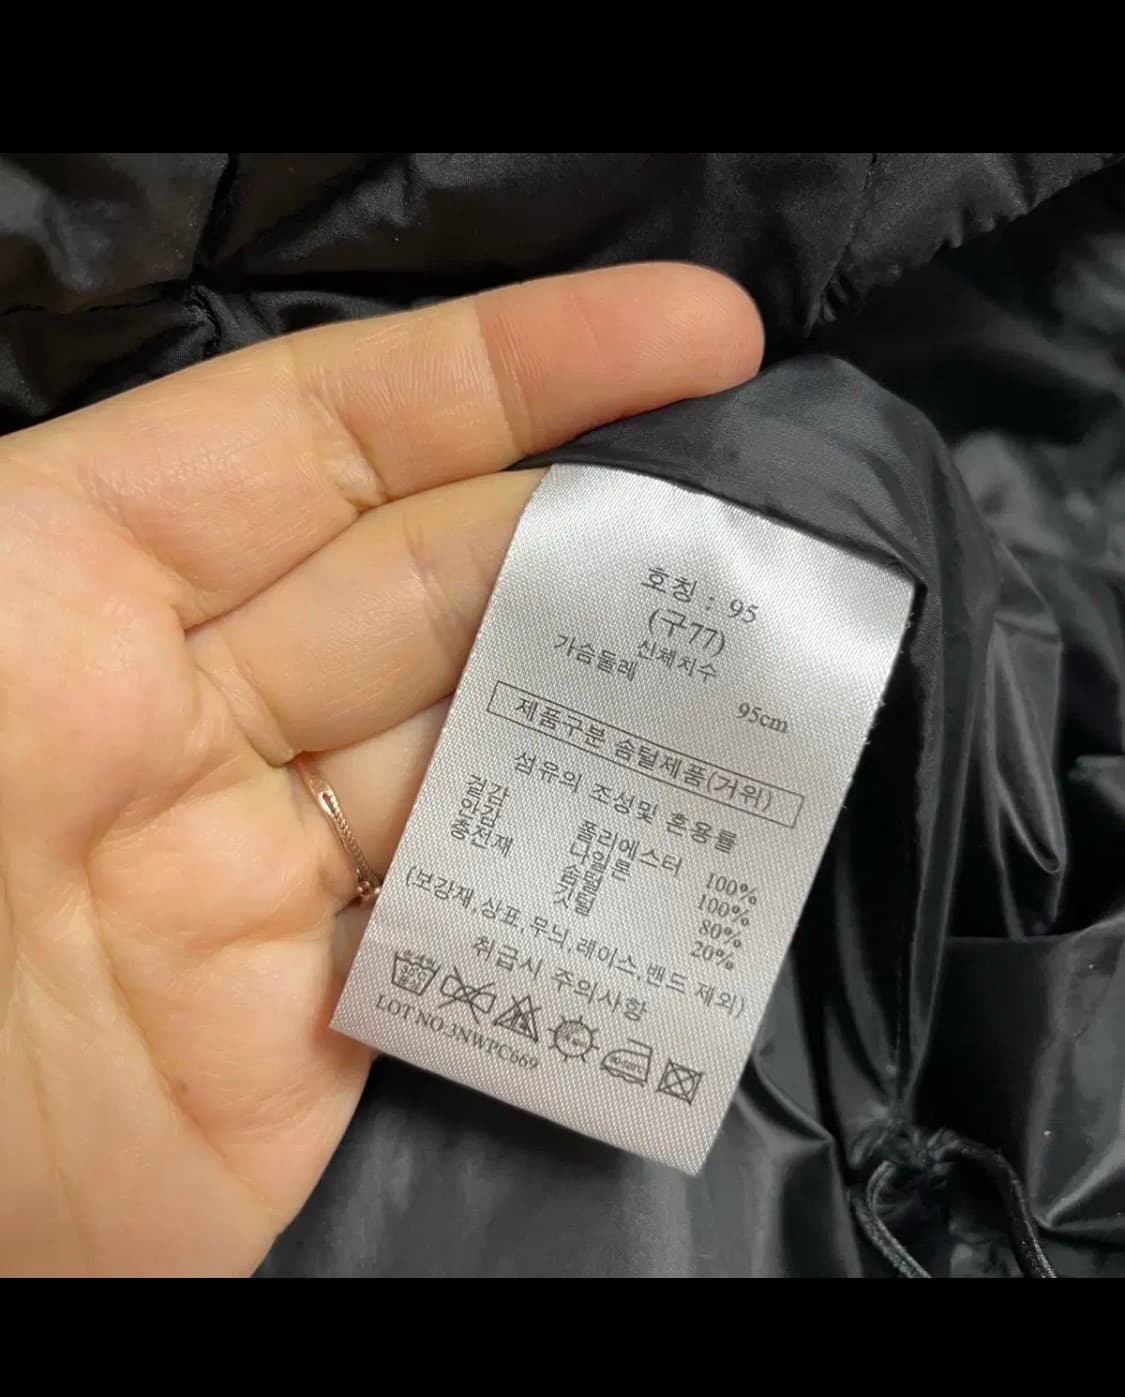 호칭 : 95
(구77)
신체치수
가슴둘레 95cm
제품구분 솜털제품(거위)
섬유의 조성및 혼용률
겉감 폴리에스터 100%
안감 나일론 100%
충전재 솜털 80%
깃털 20%
(보강재,상표,무늬,레이스,밴드 제외)
취급시 주의사항
LOT NO.3NWPC669